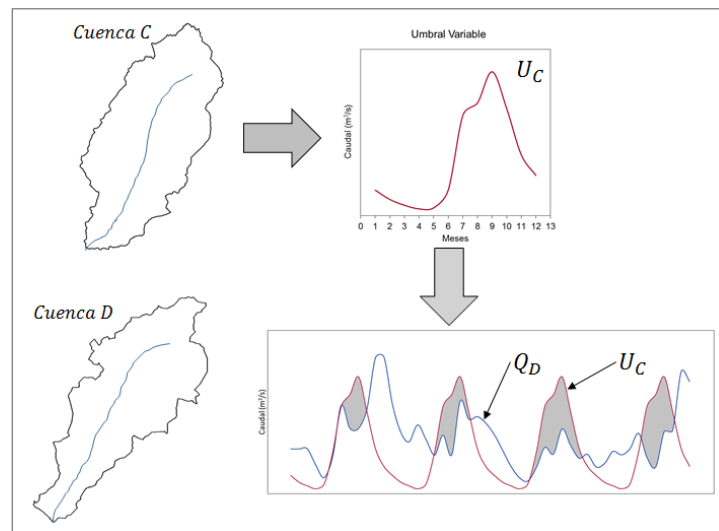 Cuenca C
Umbral Variable
U_C
Caudal (m³/s)
0 1 2 3 4 5 6 7 8 9 10 11 12 13
Meses
Cuenca D
Q_D
U_C
Caudal (m³/s)